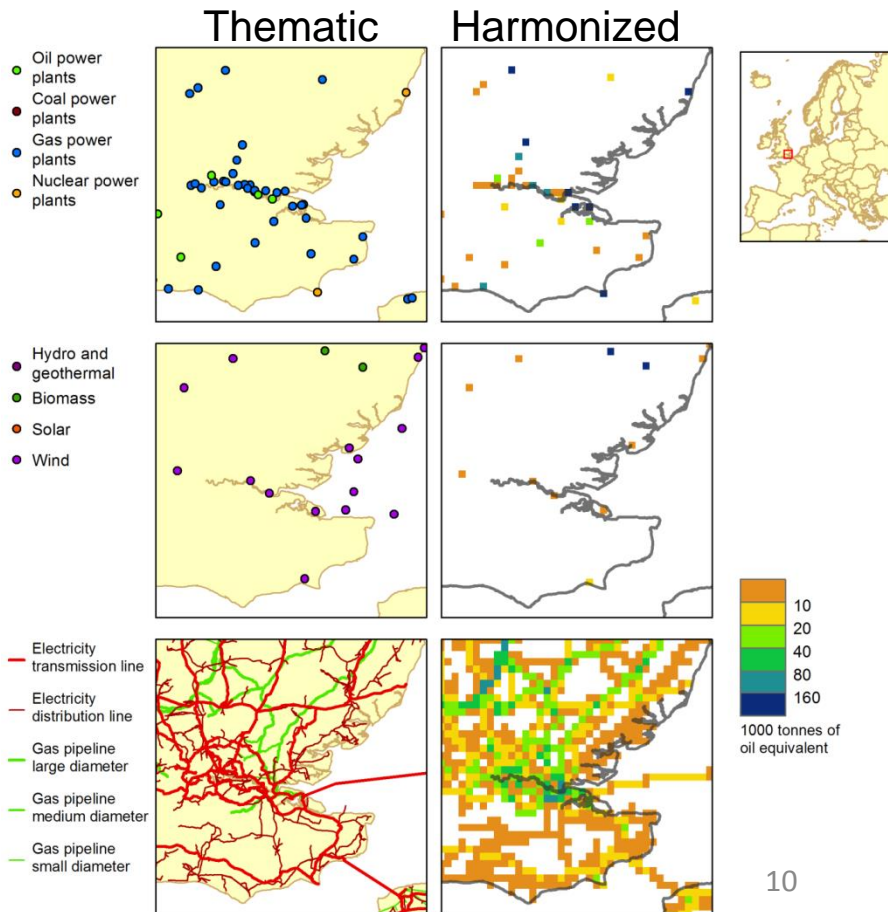 Thematic
Harmonized
Oil power
plants
Coal power
plants
Gas power
plants
Nuclear power
plants
Hydro and
geothermal
Biomass
Solar
Wind
Electricity
transmission line
Electricity
distribution line
Gas pipeline
large diameter
Gas pipeline
medium diameter
Gas pipeline
small diameter
10
20
40
80
160
1000 tonnes of
oil equivalent
10